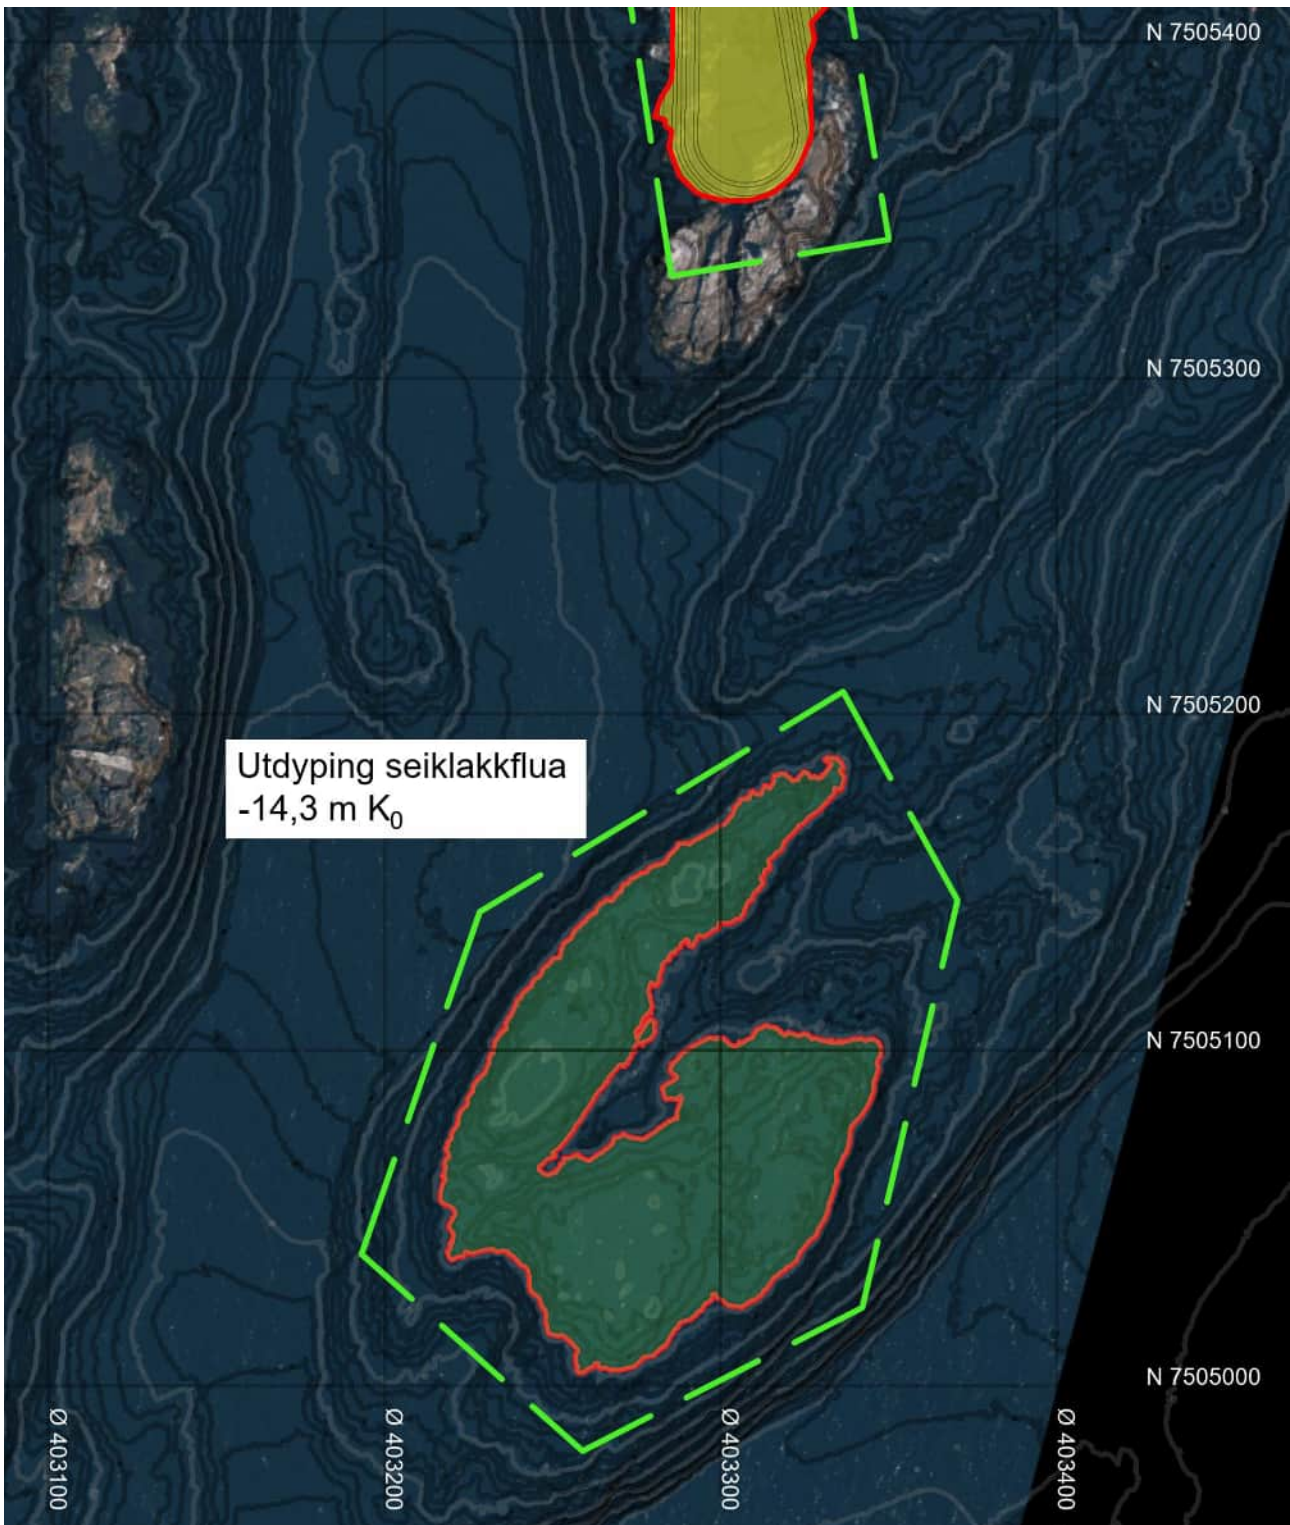 N 7505400
N 7505300
N 7505200
Utdyping seiklakkflua
-14,3 m K₀
N 7505100
N 7505000
Ø 403100
Ø 403200
Ø 403300
Ø 403400